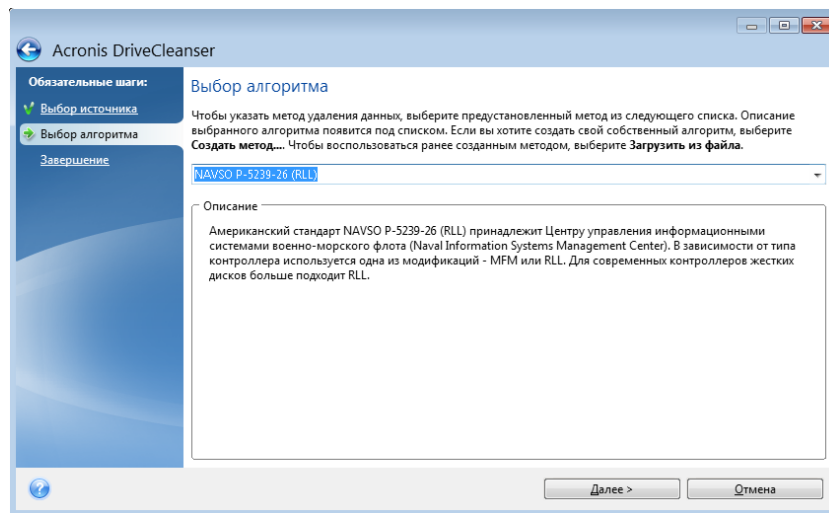 Acronis DriveCleanser
Обязательные шаги:
Выбор источника
Выбор алгоритма
Завершение
Выбор алгоритма
Чтобы указать метод удаления данных, выберите предустановленный метод из следующего списка. Описание
выбранного алгоритма появится под списком. Если вы хотите создать свой собственный алгоритм, выберите
Создать метод.... Чтобы воспользоваться ранее созданным методом, выберите Загрузить из файла.
NAVSO P-5239-26 (RLL)
Описание
Американский стандарт NAVSO P-5239-26 (RLL) принадлежит Центру управления информационными
системами военно-морского флота (Naval Information Systems Management Center). В зависимости от типа
контроллера используется одна из модификаций - MFM или RLL. Для современных контроллеров жестких
дисков больше подходит RLL.
Далее >
Отмена